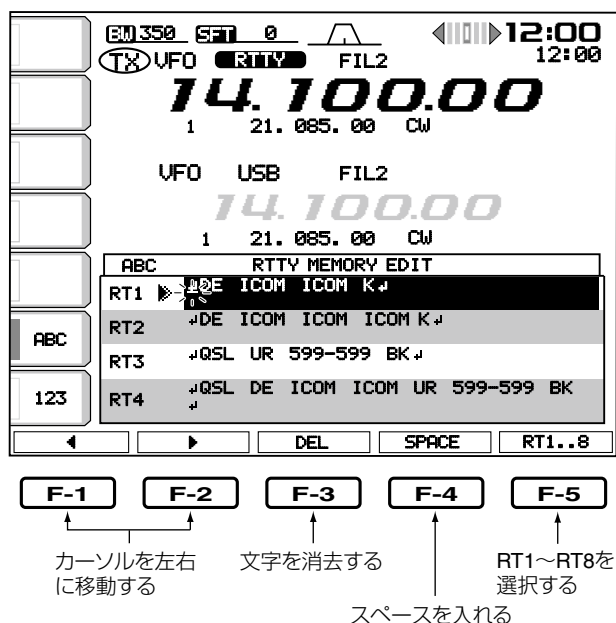 BW 350 SFT 0 12:00
TX VFO RTTY FIL2 12:00
14.100.00
1 21.085.00 CW
VFO USB FIL2
14.100.00
1 21.085.00 CW
ABC RTTY MEMORY EDIT
RT1 ↵DE ICOM ICOM K↵
RT2 ↵DE ICOM ICOM ICOM K↵
ABC
RT3 ↵QSL UR 599-599 BK↵
123 RT4 ↵QSL DE ICOM ICOM UR 599-599 BK
↵
◀ ▶ DEL SPACE RT1..8
F-1 F-2 F-3 F-4 F-5
カーソルを左右
に移動する
文字を消去する
RT1～RT8を
選択する
スペースを入れる